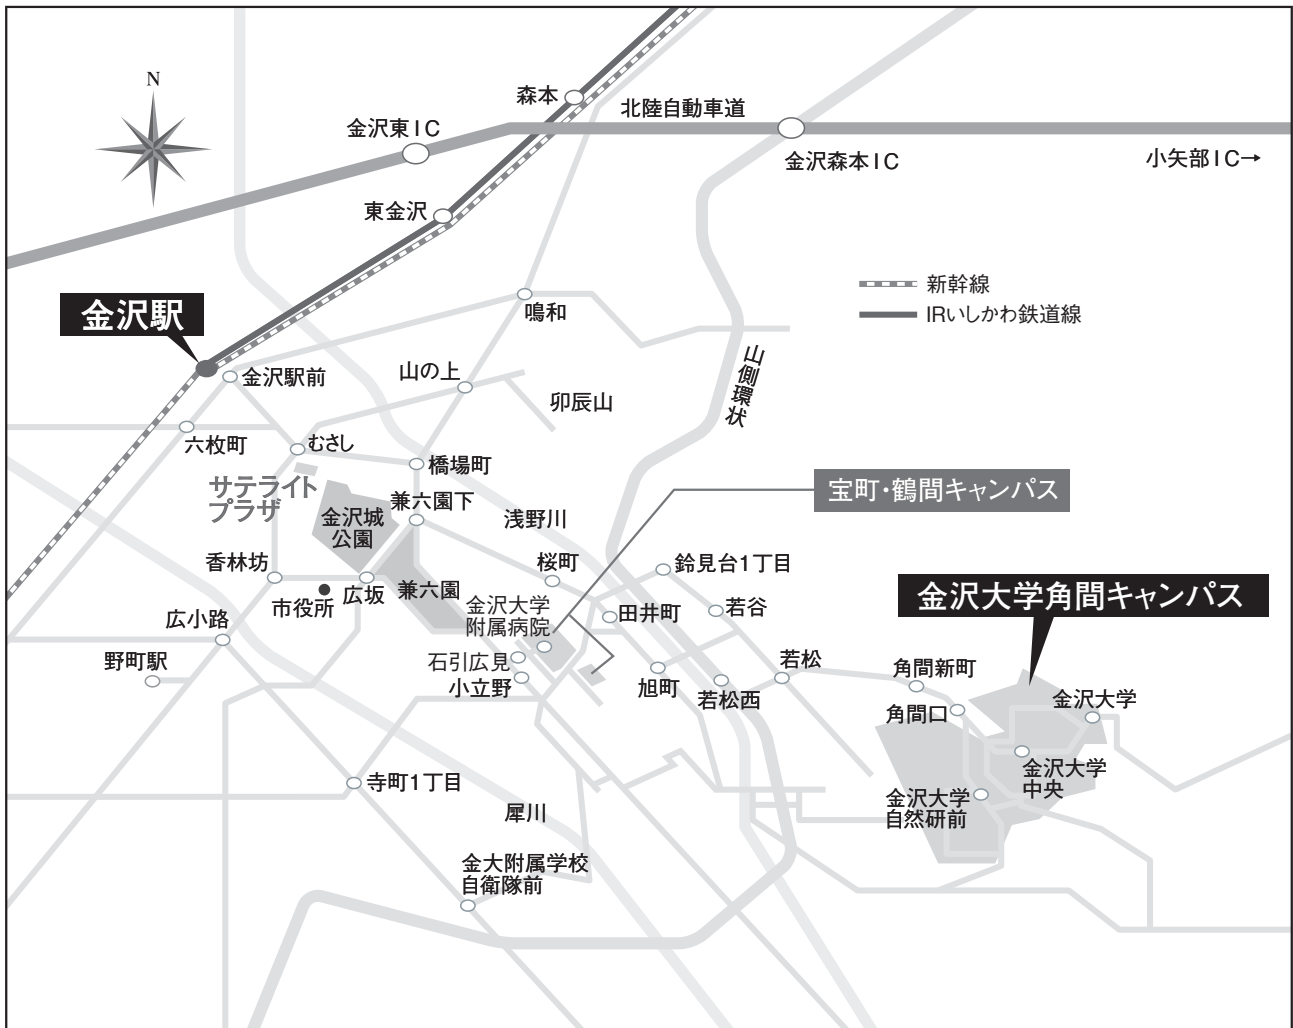 N
森本
北陸自動車道
金沢東IC
金沢森本IC
小矢部IC→
東金沢
新幹線
IRいしかわ鉄道線
金沢駅
鳴和
金沢駅前
山の上
卯辰山
山側環状
六枚町
むさし
橋場町
サテライト
プラザ
兼六園下
金沢城
公園
浅野川
宝町・鶴間キャンパス
香林坊
桜町
鈴見台1丁目
市役所
広坂
兼六園
金沢大学
附属病院
田井町
若谷
金沢大学角間キャンパス
広小路
野町駅
石引広見
小立野
旭町
若松西
若松
角間新町
角間口
金沢大学
金沢大学
中央
寺町1丁目
金沢大学
自然研前
犀川
金大附属学校
自衛隊前